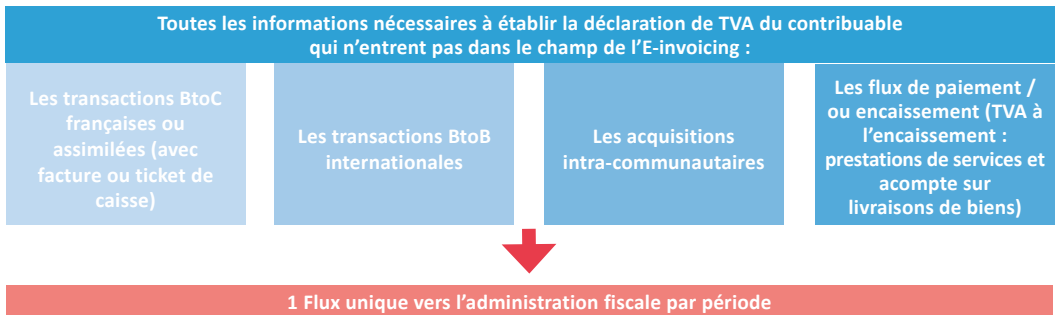 Toutes les informations nécessaires à établir la déclaration de TVA du contribuable
qui n'entrent pas dans le champ de l'E-invoicing :
Les transactions BtoC
françaises ou
assimilées (avec
facture ou ticket de
caisse)
Les transactions BtoB
internationales
Les acquisitions
intra-communautaires
Les flux de paiement /
ou encaissement (TVA à
l'encaissement :
prestations de services et
acompte sur
livraisons de biens)
1 Flux unique vers l'administration fiscale par période